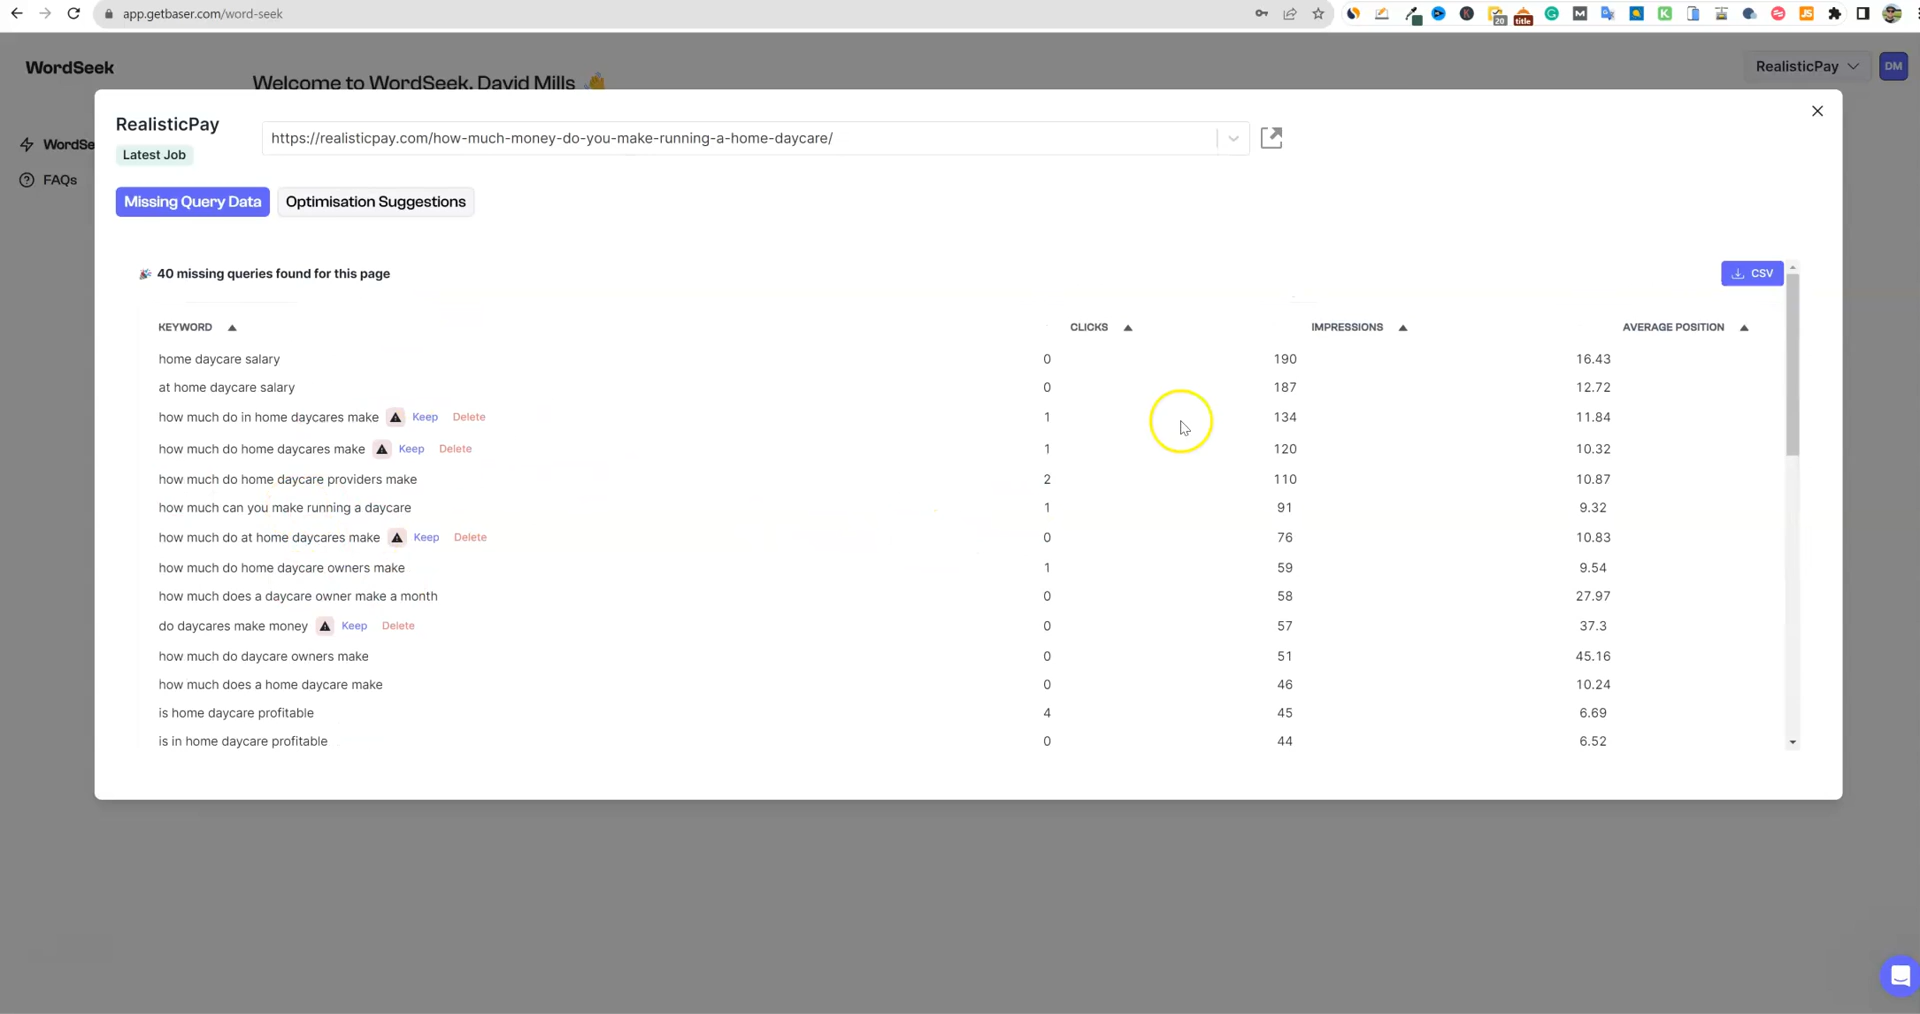 app.getbaser.com/word-seek
20
title
WordSeek
Welcome to WordSeek, David Mills 👋
RealisticPay
DM
WordSe
FAQs
RealisticPay
Latest Job
https://realisticpay.com/how-much-money-do-you-make-running-a-home-daycare/
Missing Query Data
Optimisation Suggestions
🎉 40 missing queries found for this page
CSV
KEYWORD ▲ CLICKS ▲ IMPRESSIONS ▲ AVERAGE POSITION ▲
home daycare salary 0 190 16.43
at home daycare salary 0 187 12.72
how much do in home daycares make Keep Delete 1 134 11.84
how much do home daycares make Keep Delete 1 120 10.32
how much do home daycare providers make 2 110 10.87
how much can you make running a daycare 1 91 9.32
how much do at home daycares make Keep Delete 0 76 10.83
how much do home daycare owners make 1 59 9.54
how much does a daycare owner make a month 0 58 27.97
do daycares make money Keep Delete 0 57 37.3
how much do daycare owners make 0 51 45.16
how much does a home daycare make 0 46 10.24
is home daycare profitable 4 45 6.69
is in home daycare profitable 0 44 6.52